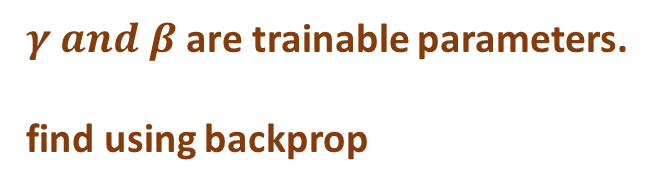 γ and β are trainable parameters.
find using backprop